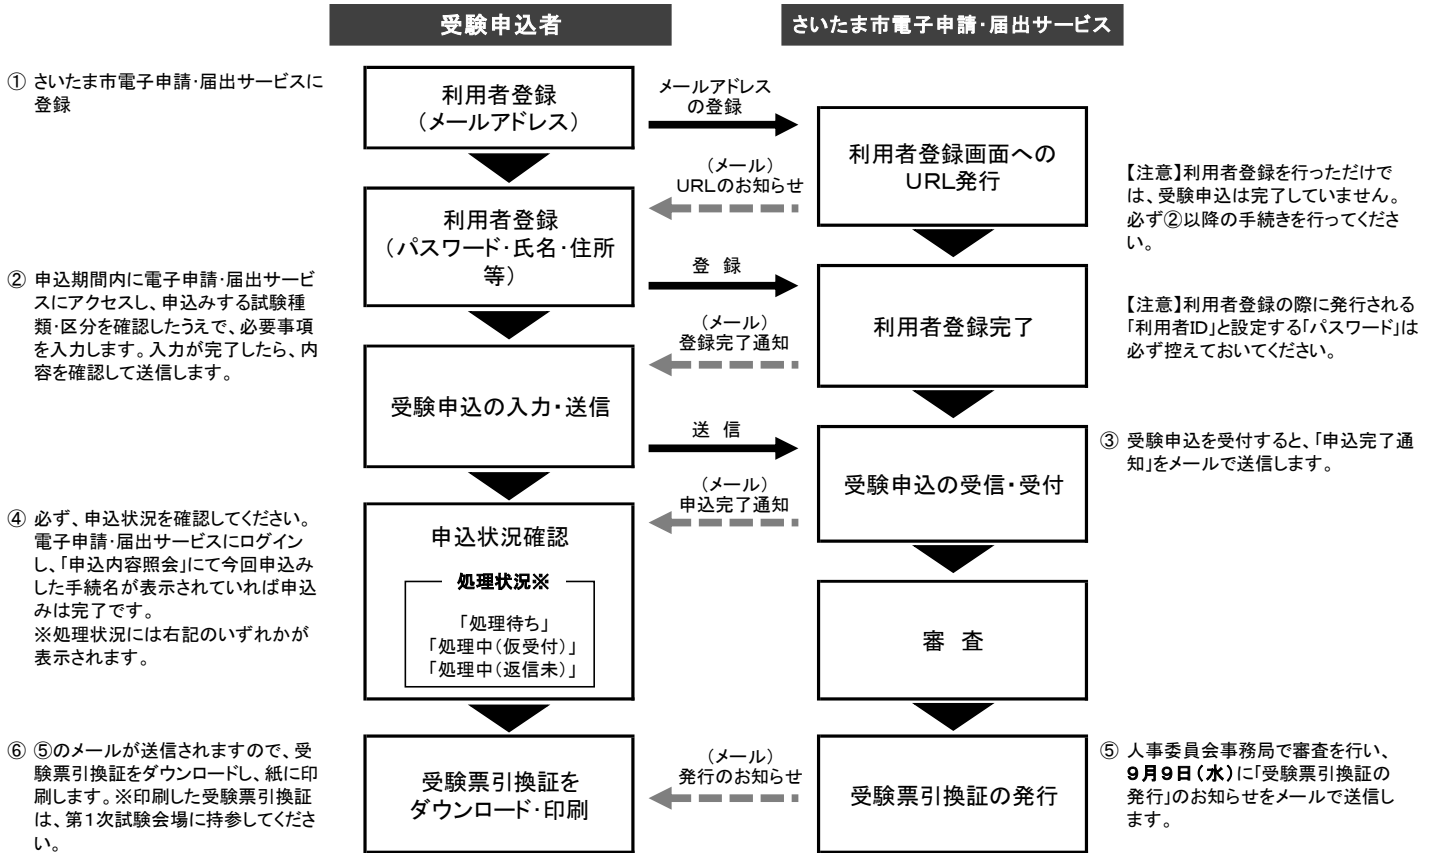 受験申込者
さいたま市電子申請・届出サービス
① さいたま市電子申請・届出サービスに
登録
利用者登録
（メールアドレス）
メールアドレス
の登録
利用者登録画面への
ＵＲＬ発行
（メール）
ＵＲＬのお知らせ
【注意】利用者登録を行っただけで
は、受験申込は完了していません。
必ず②以降の手続きを行ってくださ
い。
利用者登録
（パスワード・氏名・住所
等）
② 申込期間内に電子申請・届出サービ
スにアクセスし、申込みする試験種
類・区分を確認したうえで、必要事項
を入力します。入力が完了したら、内
容を確認して送信します。
登 録
利用者登録完了
（メール）
登録完了通知
【注意】利用者登録の際に発行される
「利用者ID」と設定する「パスワード」は
必ず控えておいてください。
受験申込の入力・送信
送 信
受験申込の受信・受付
（メール）
申込完了通知
③ 受験申込を受付すると、「申込完了通
知」をメールで送信します。
④ 必ず、申込状況を確認してください。
電子申請・届出サービスにログイン
し、「申込内容照会」にて今回申込み
した手続名が表示されていれば申込
みは完了です。
※処理状況には右記のいずれかが
表示されます。
申込状況確認
処理状況※
「処理待ち」
「処理中（仮受付）」
「処理中（返信未）」
審 査
⑥ ⑤のメールが送信されますので、受
験票引換証をダウンロードし、紙に印
刷します。※印刷した受験票引換証
は、第１次試験会場に持参してくださ
い。
受験票引換証を
ダウンロード・印刷
（メール）
発行のお知らせ
受験票引換証の発行
⑤ 人事委員会事務局で審査を行い、
９月９日（水）に「受験票引換証の
発行」のお知らせをメールで送信し
ます。